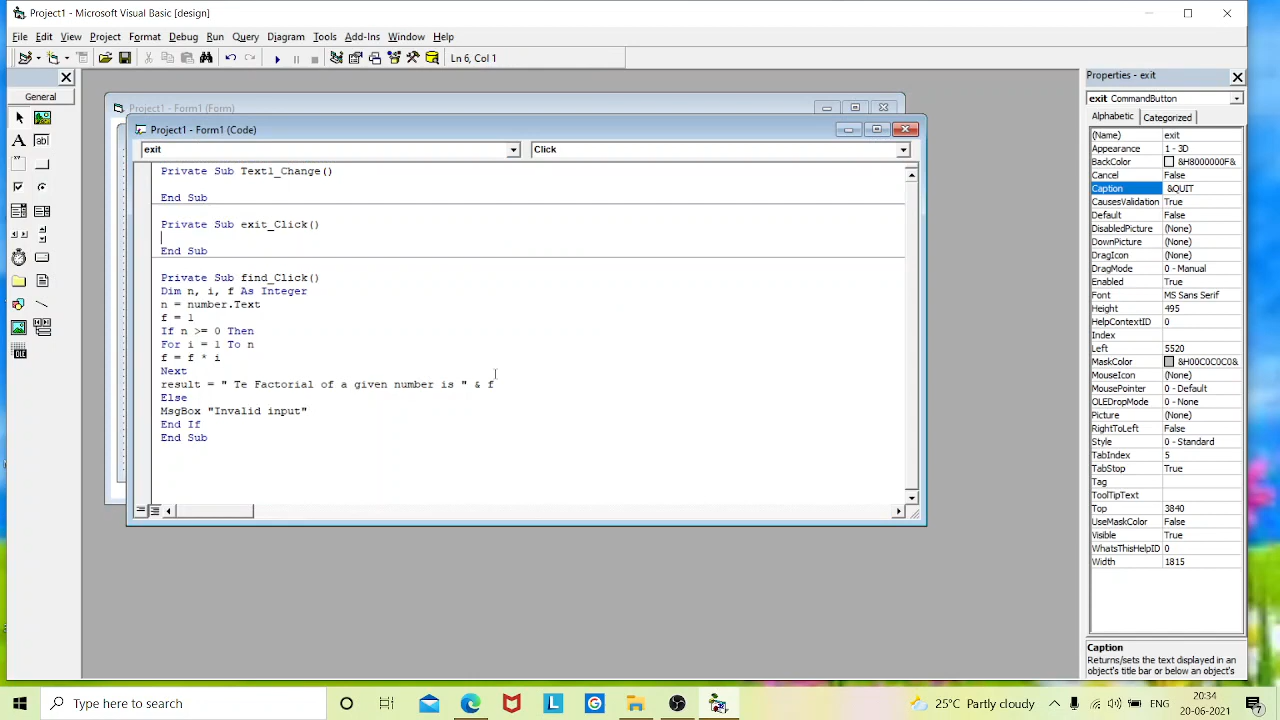 Project1 - Microsoft Visual Basic [design]
File Edit View Project Format Debug Run Query Diagram Tools Add-Ins Window Help
Ln 6, Col 1
General
Project1 - Form1 (Form)
Project1 - Form1 (Code)
exit Click
Private Sub Text1_Change()
End Sub
Private Sub exit_Click()
End Sub
Private Sub find_Click()
Dim n, i, f As Integer
n = number.Text
f = 1
If n >= 0 Then
For i = 1 To n
f = f * i
Next
result = " Te Factorial of a given number is " & f
Else
MsgBox "Invalid input"
End If
End Sub
Properties - exit
exit CommandButton
Alphabetic Categorized
(Name) exit
Appearance 1 - 3D
BackColor &H8000000F&
Cancel False
Caption &QUIT
CausesValidation True
Default False
DisabledPicture (None)
DownPicture (None)
DragIcon (None)
DragMode 0 - Manual
Enabled True
Font MS Sans Serif
Height 495
HelpContextID 0
Index
Left 5520
MaskColor &H00C0C0C0&
MouseIcon (None)
MousePointer 0 - Default
OLEDropMode 0 - None
Picture (None)
RightToLeft False
Style 0 - Standard
TabIndex 5
TabStop True
Tag
ToolTipText
Top 3840
UseMaskColor False
Visible True
WhatsThisHelpID 0
Width 1815
Caption
Returns/sets the text displayed in an
object's title bar or below an object's
Type here to search
25°C Partly cloudy
20:34
20-06-2021
7